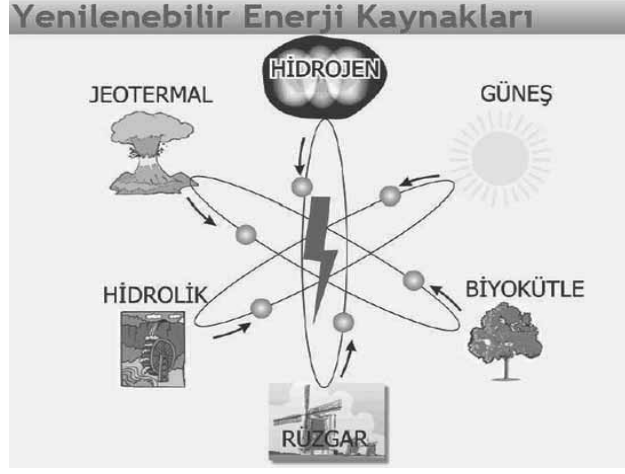 Yenilenebilir Enerji Kaynakları
HİDROJEN
JEOTERMAL
GÜNEŞ
HİDROLİK
BİYOKÜTLE
RÜZGAR